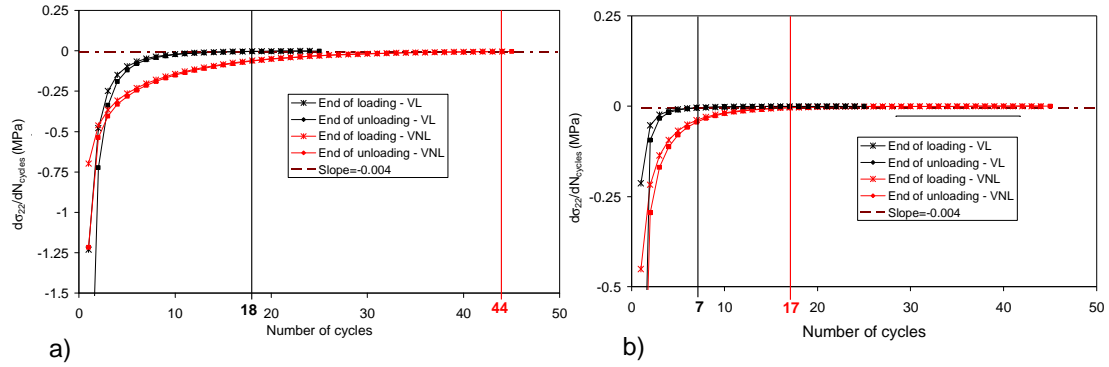 0.25
0
-0.25
-0.5
-0.75
-1
-1.25
-1.5
dσ22/dNcycles (MPa)
End of loading - VL
End of unloading - VL
End of loading - VNL
End of unloading - VNL
Slope=-0.004
0 10 20 30 40 50
18 44
Number of cycles
a)
0.25
0
-0.25
-0.5
dσ22/dNcycles (MPa)
End of loading - VL
End of unloading - VL
End of loading - VNL
End of unloading - VNL
Slope=-0.004
0 10 20 30 40 50
7 17
Number of cycles
b)